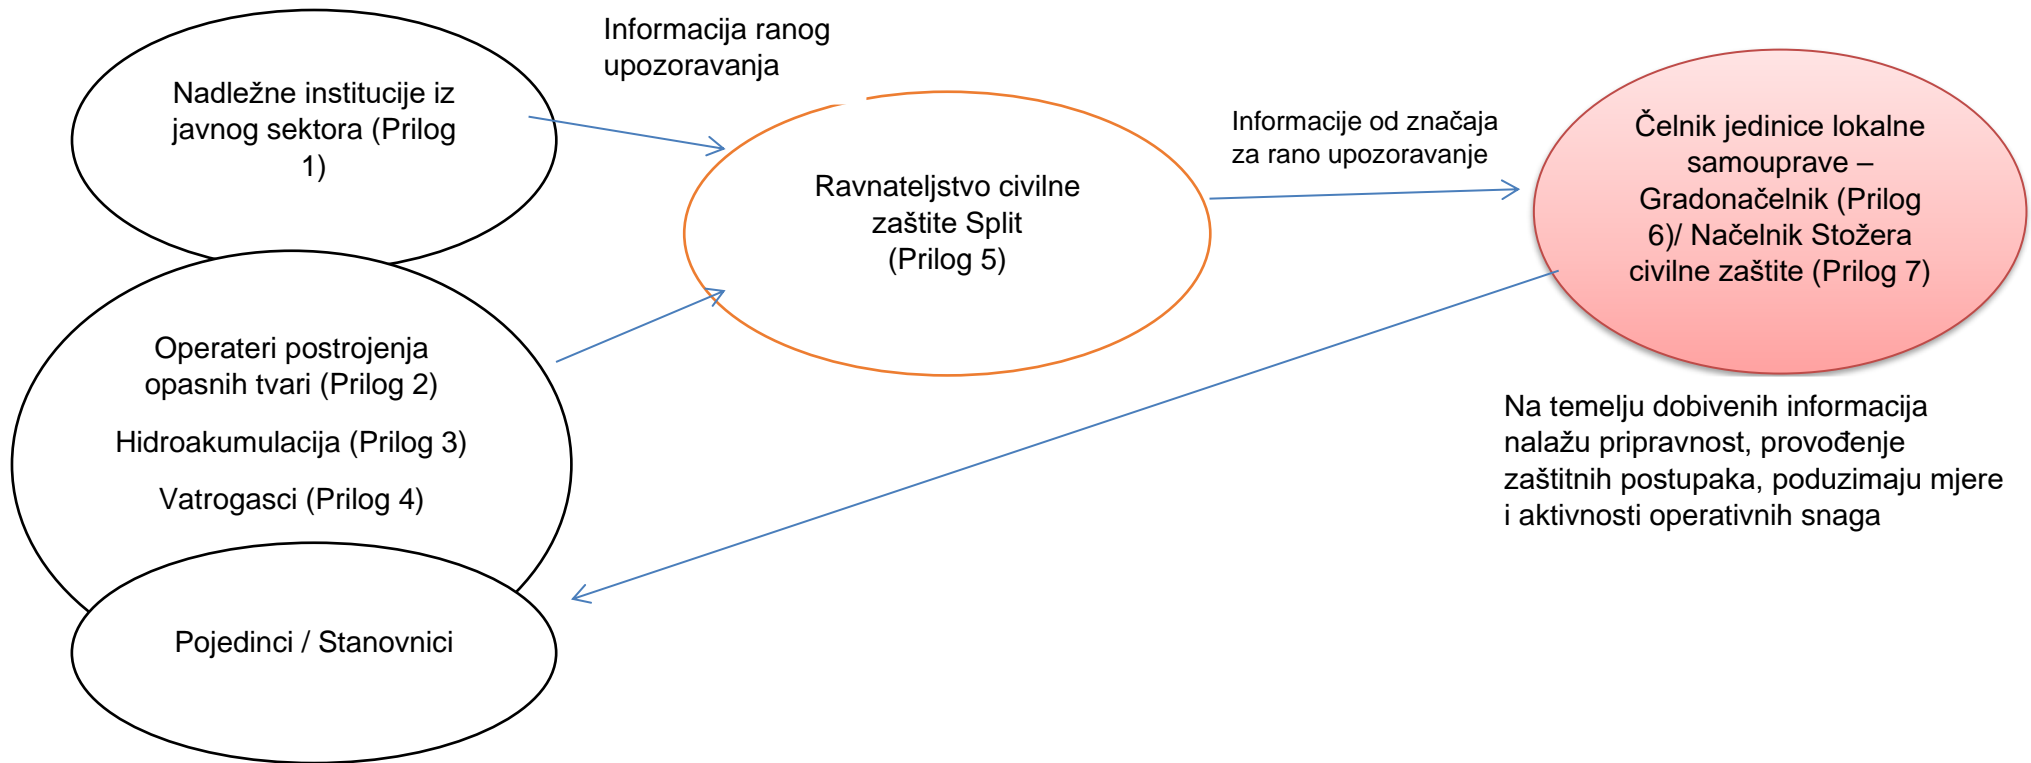 Nadležne institucije iz
javnog sektora (Prilog
1)
Informacija ranog
upozoravanja
Operateri postrojenja
opasnih tvari (Prilog 2)
Hidroakumulacija (Prilog 3)
Vatrogasci (Prilog 4)
Pojedinci / Stanovnici
Ravnateljstvo civilne
zaštite Split
(Prilog 5)
Informacije od značaja
za rano upozoravanje
Čelnik jedinice lokalne
samouprave –
Gradonačelnik (Prilog
6)/ Načelnik Stožera
civilne zaštite (Prilog 7)
Na temelju dobivenih informacija
nalažu pripravnost, provođenje
zaštitnih postupaka, poduzimaju mjere
i aktivnosti operativnih snaga